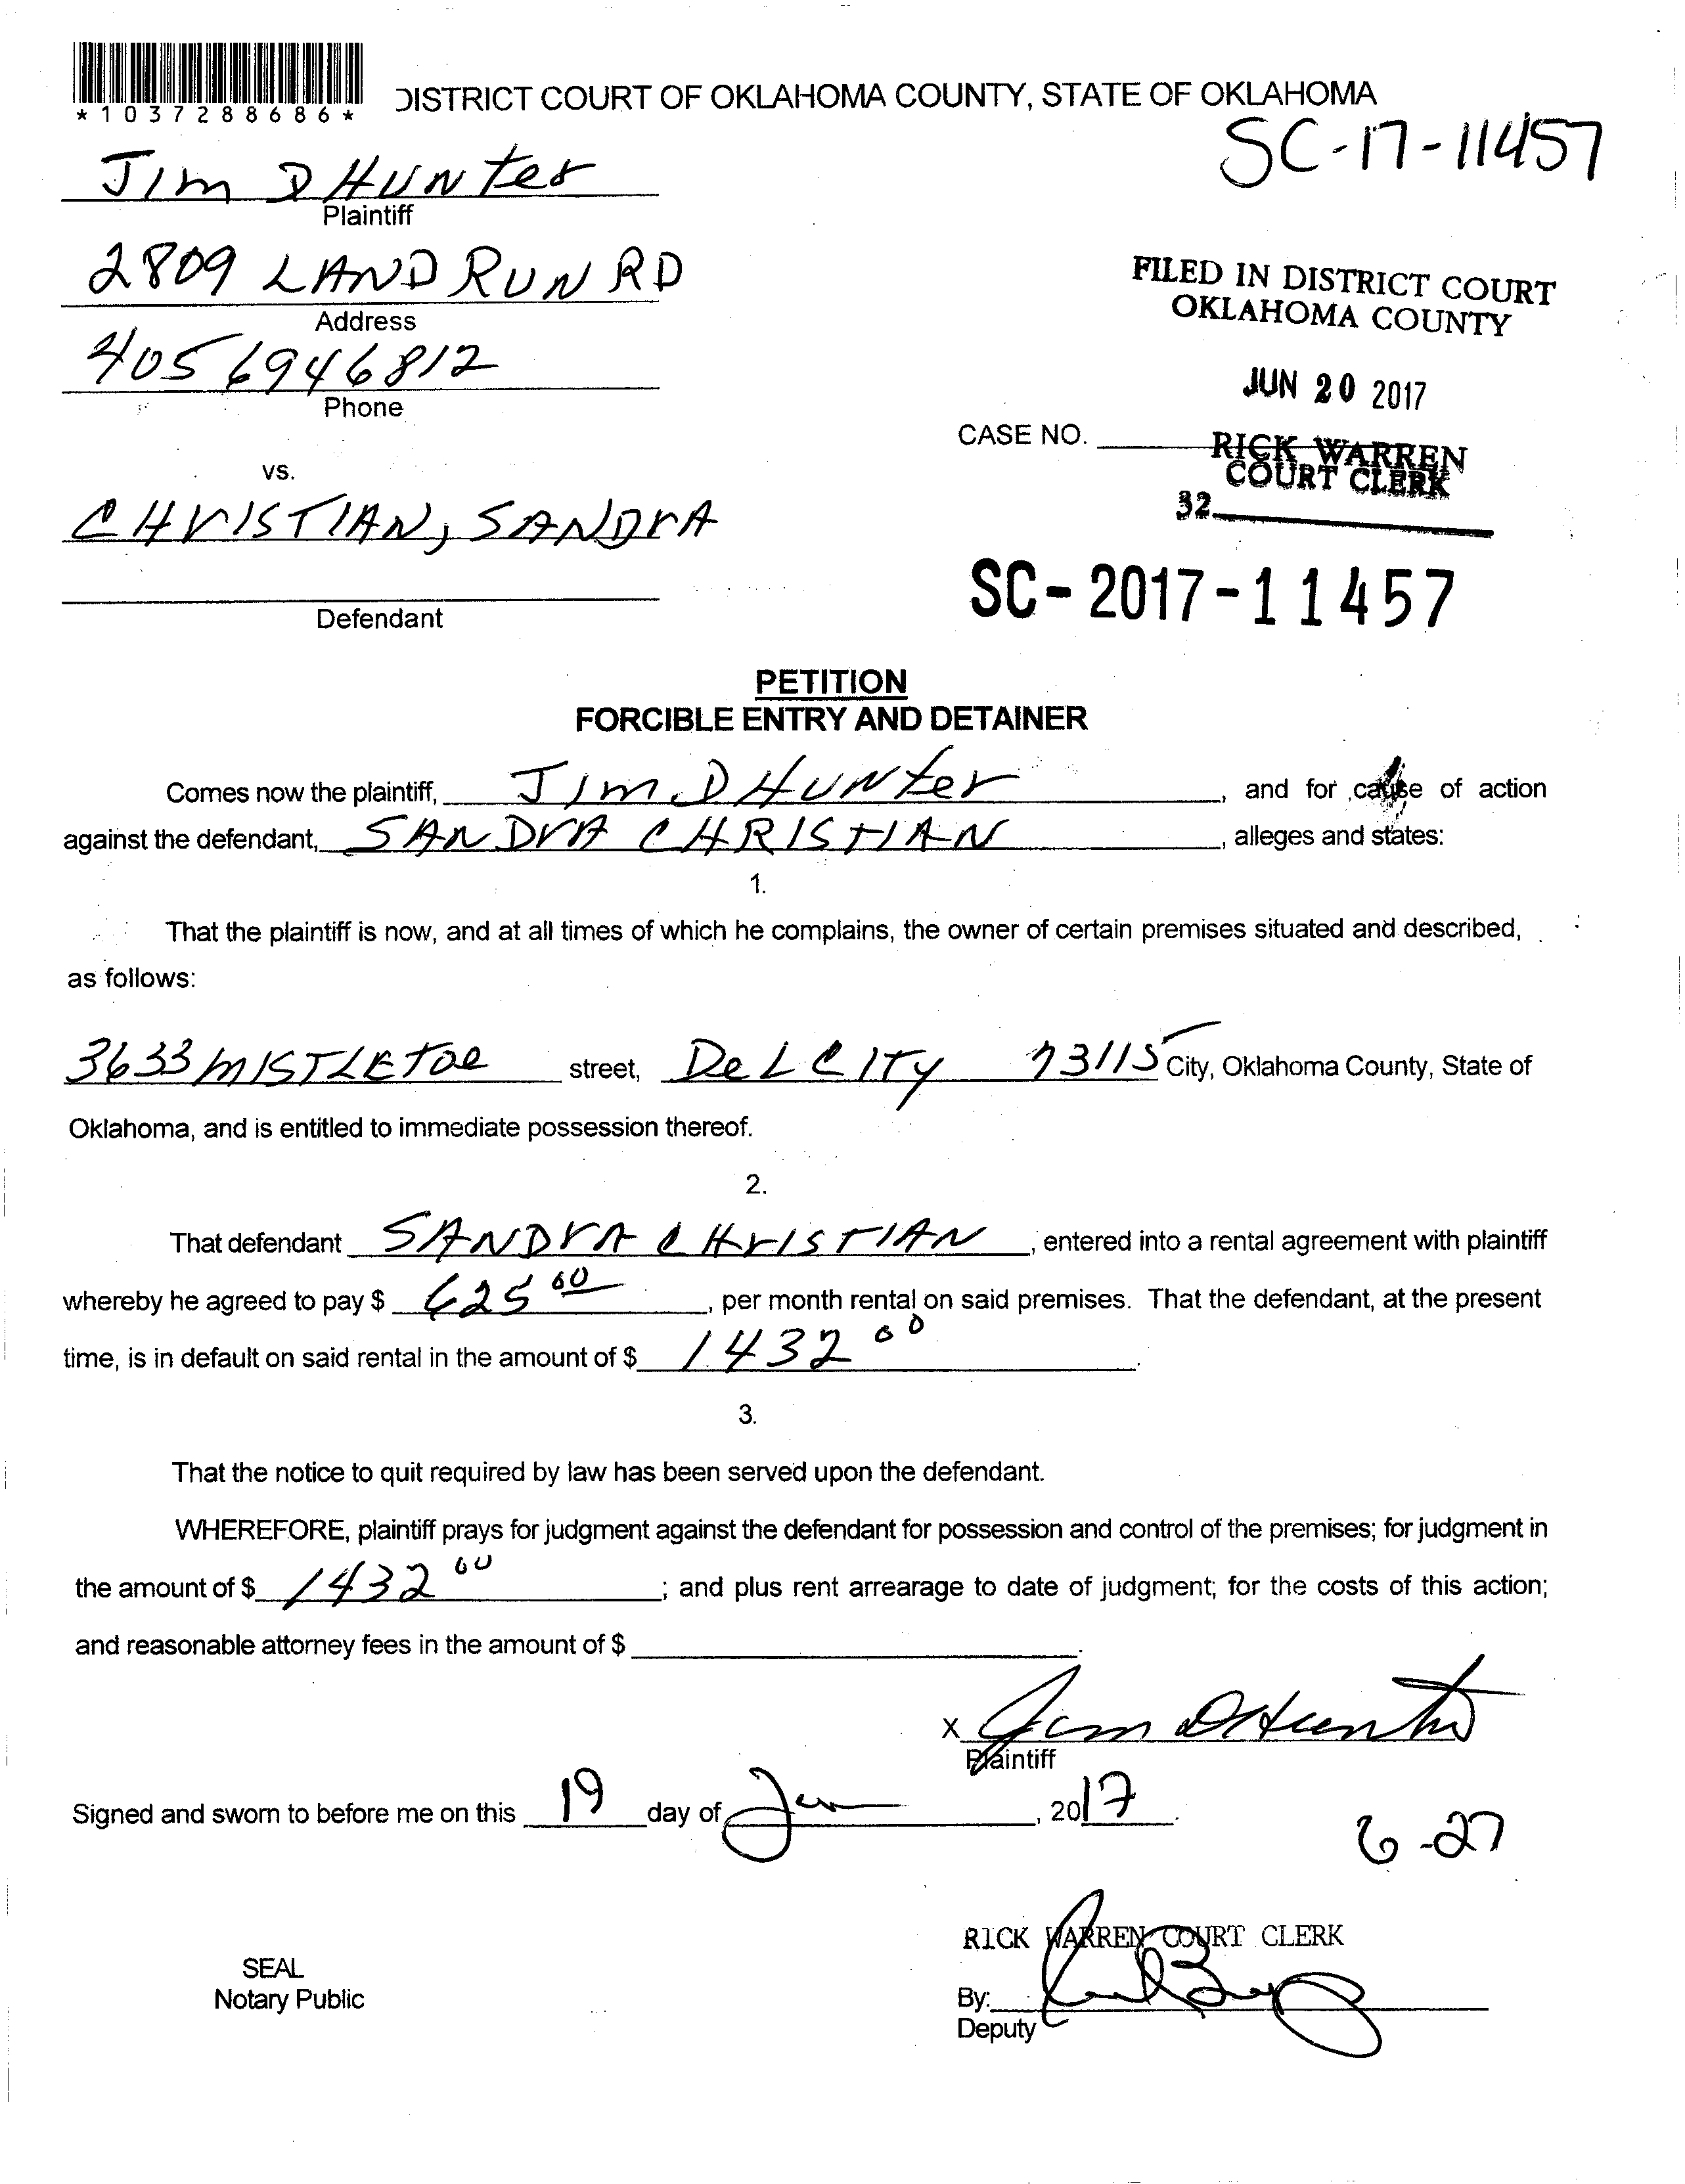 *1037288686*
DISTRICT COURT OF OKLAHOMA COUNTY, STATE OF OKLAHOMA
SC-17-11457
Jim D HUNter
Plaintiff
2809 LAND RUN RD
Address
405 6946812
Phone
FILED IN DISTRICT COURT
OKLAHOMA COUNTY
JUN 20 2017
CASE NO.
RICK WARREN
COURT CLERK
32
vs.
CHrISTIAN, SANDrA
Defendant
SC-2017-11457
PETITION
FORCIBLE ENTRY AND DETAINER
Comes now the plaintiff, Jim D HUNter, and for cause of action
against the defendant, SANDrA CHRISTIAN, alleges and states:
1.
That the plaintiff is now, and at all times of which he complains, the owner of certain premises situated and described,
as follows:
3633 MISTLEToe street, DeL CITy 73115 City, Oklahoma County, State of
Oklahoma, and is entitled to immediate possession thereof.
2.
That defendant SANDrA CHrISTIAN, entered into a rental agreement with plaintiff
whereby he agreed to pay $ 625 00, per month rental on said premises. That the defendant, at the present
time, is in default on said rental in the amount of $ 1432 00.
3.
That the notice to quit required by law has been served upon the defendant.
WHEREFORE, plaintiff prays for judgment against the defendant for possession and control of the premises; for judgment in
the amount of $ 1432 00; and plus rent arrearage to date of judgment; for the costs of this action;
and reasonable attorney fees in the amount of $ .
X Jim D Hunter
Plaintiff
Signed and sworn to before me on this 19 day of Jun, 2017.
6-27
RICK WARREN COURT CLERK
SEAL
Notary Public
By:
Deputy